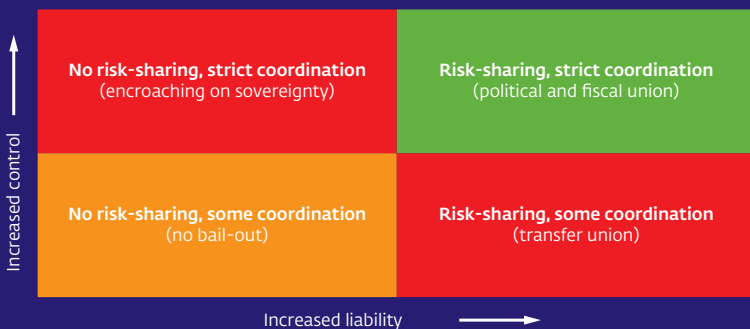 No risk-sharing, strict coordination
(encroaching on sovereignty)
Risk-sharing, strict coordination
(political and fiscal union)
No risk-sharing, some coordination
(no bail-out)
Risk-sharing, some coordination
(transfer union)
Increased control
Increased liability